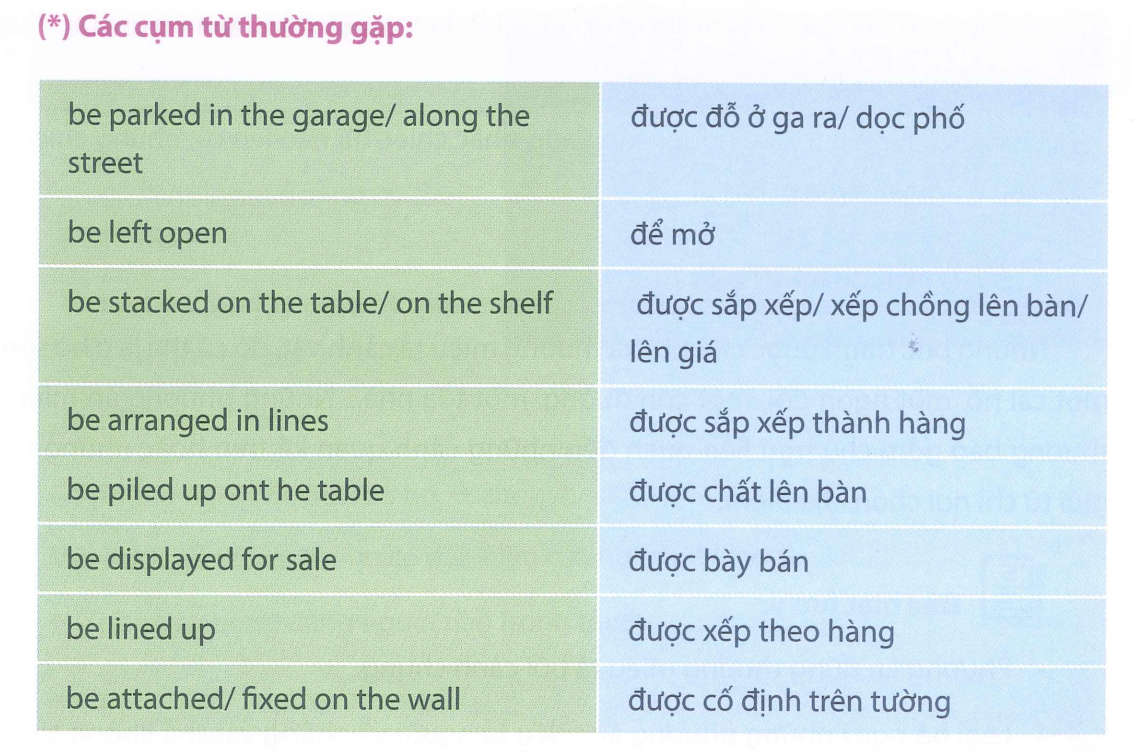 (*) Các cụm từ thường gặp:
be parked in the garage/ along the
street
được đỗ ở ga ra/ dọc phố
be left open
để mở
be stacked on the table/ on the shelf
được sắp xếp/ xếp chồng lên bàn/
lên giá
be arranged in lines
được sắp xếp thành hàng
be piled up ont he table
được chất lên bàn
be displayed for sale
được bày bán
be lined up
được xếp theo hàng
be attached/ fixed on the wall
được cố định trên tường